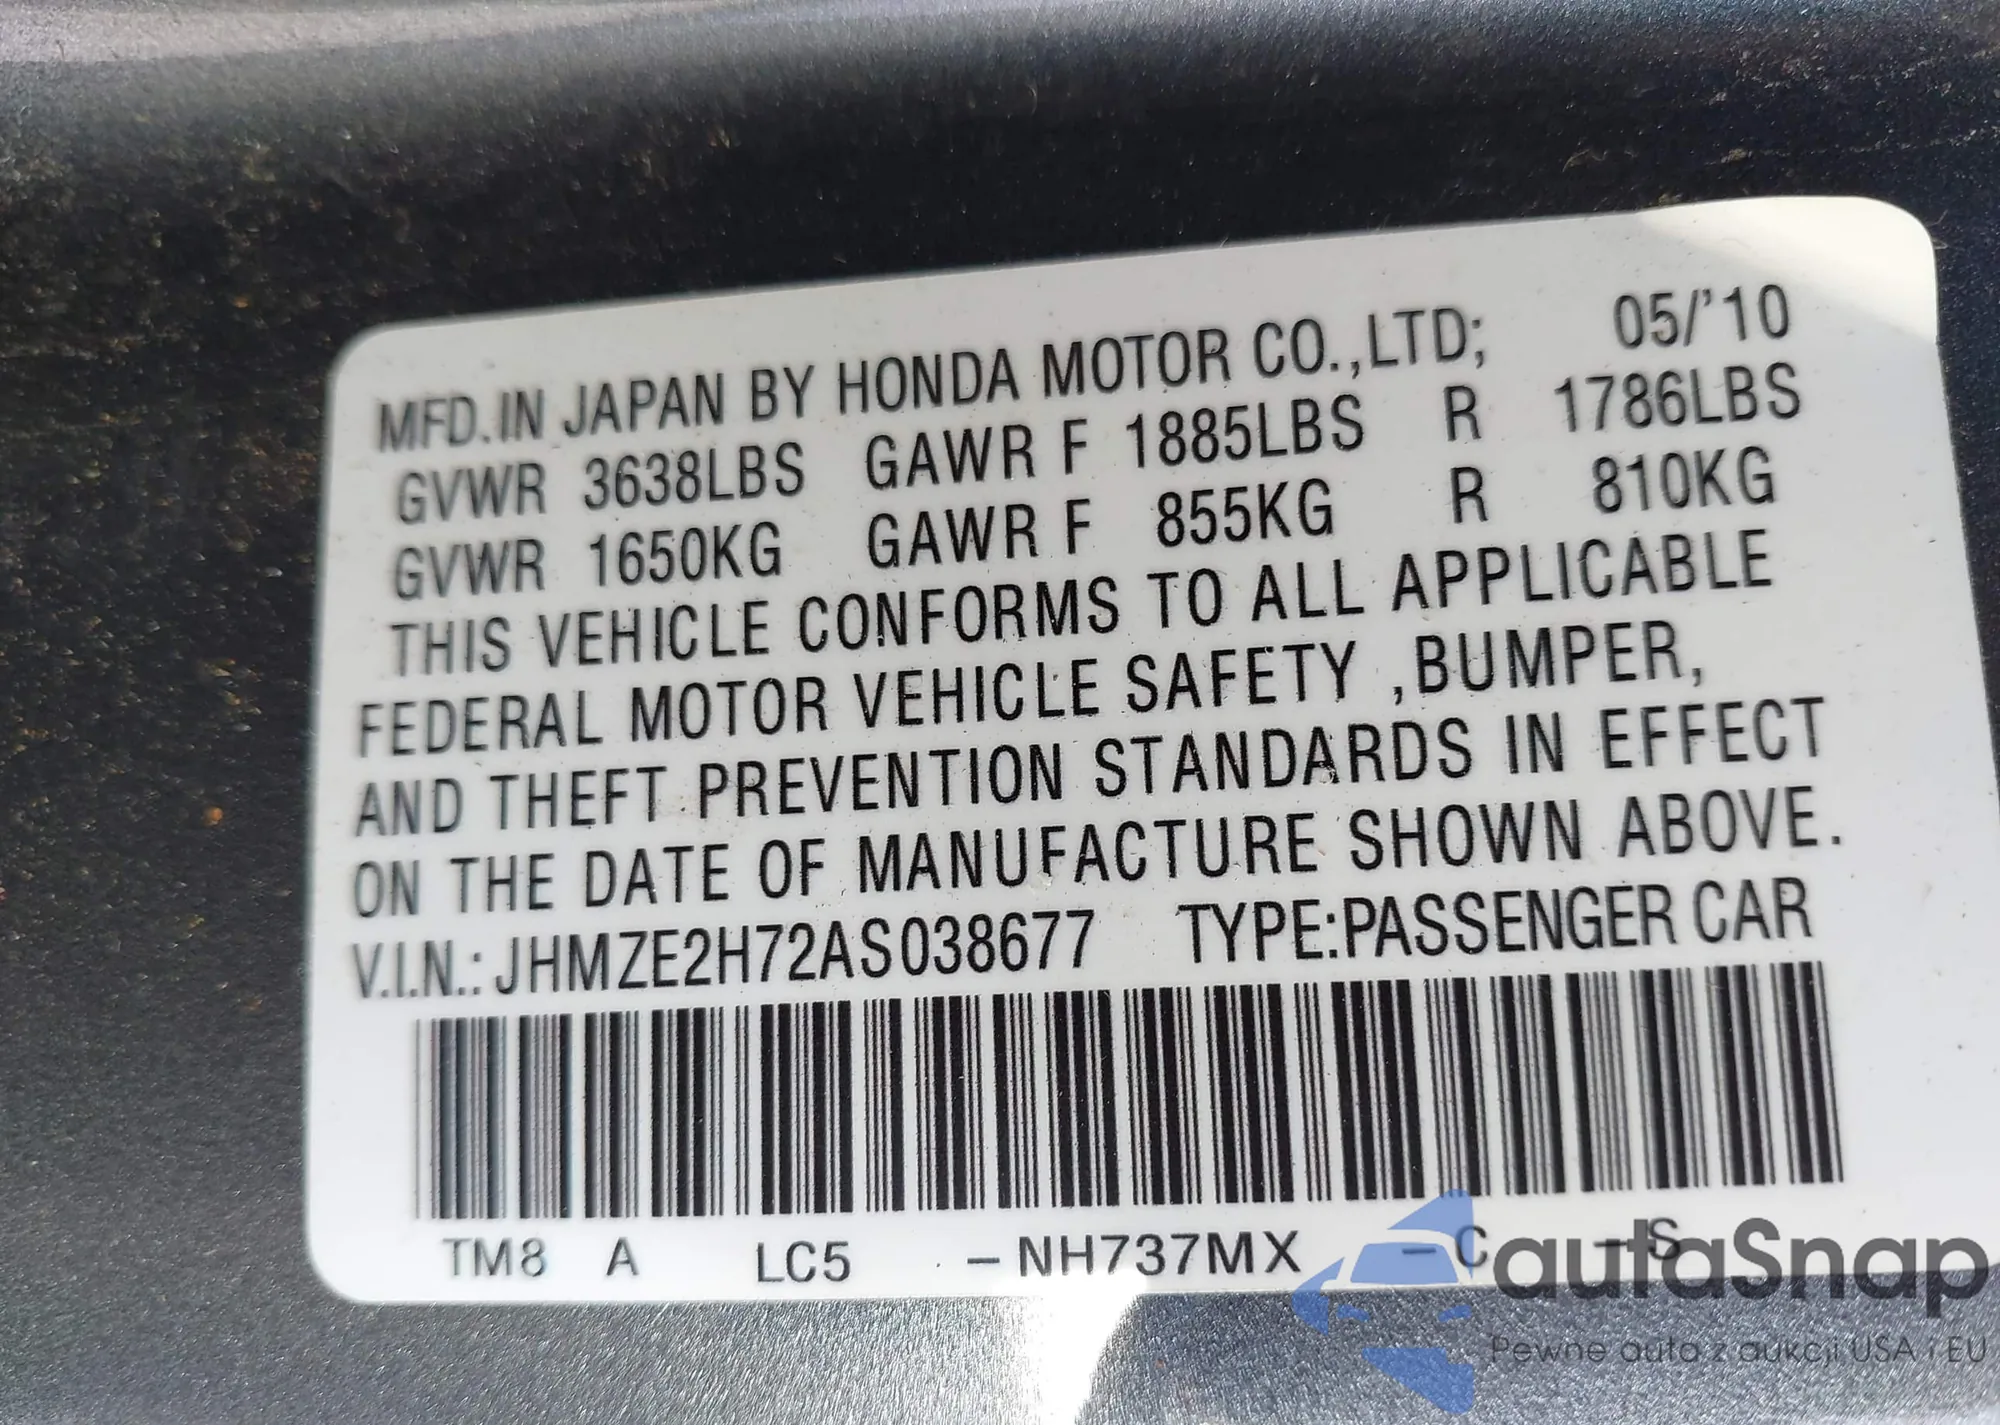 MFD.IN JAPAN BY HONDA MOTOR CO.,LTD; 05/'10
GVWR 3638LBS GAWR F 1885LBS R 1786LBS
GVWR 1650KG GAWR F 855KG R 810KG
THIS VEHICLE CONFORMS TO ALL APPLICABLE
FEDERAL MOTOR VEHICLE SAFETY ,BUMPER,
AND THEFT PREVENTION STANDARDS IN EFFECT
ON THE DATE OF MANUFACTURE SHOWN ABOVE.
V.I.N.: JHMZE2H72AS038677 TYPE:PASSENGER CAR
TM8 A LC5 -NH737MX -C -S
autaSnap
Pewne auta z aukcji USA i EU